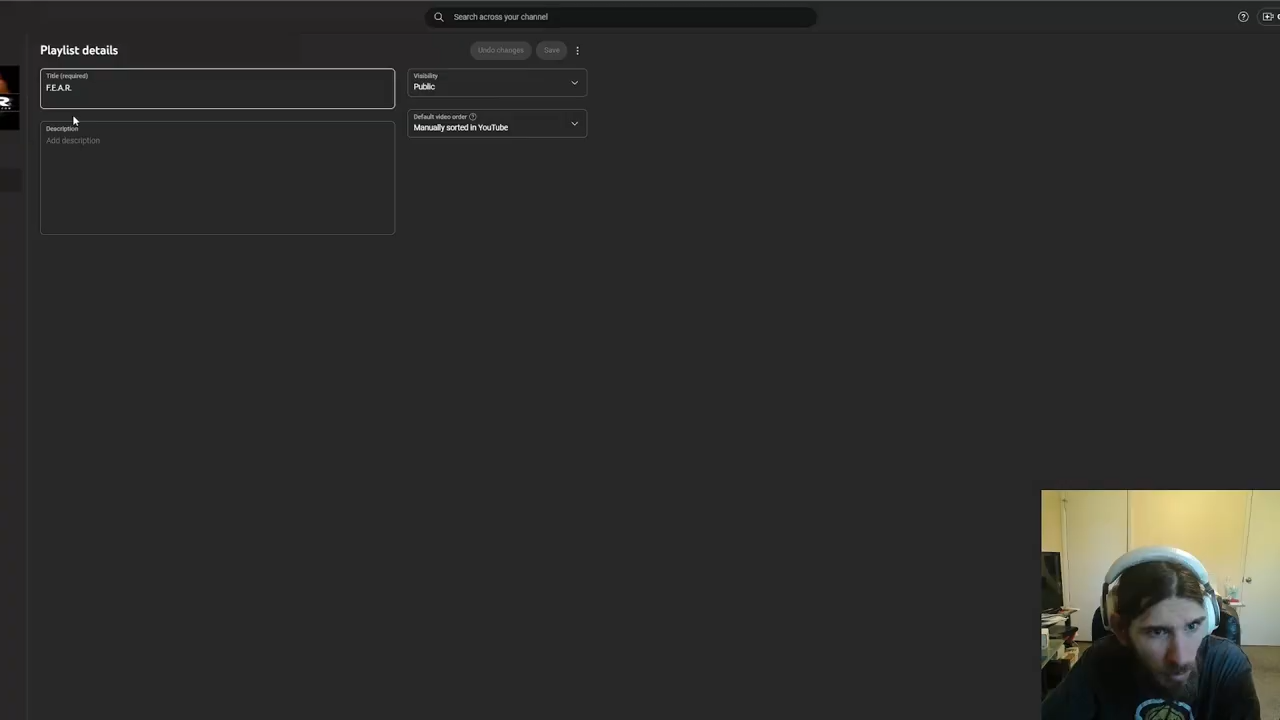 Search across your channel
Playlist details
Undo changes
Save
Title (required)
F.E.A.R.
Visibility
Public
Default video order
Manually sorted in YouTube
Description
Add description